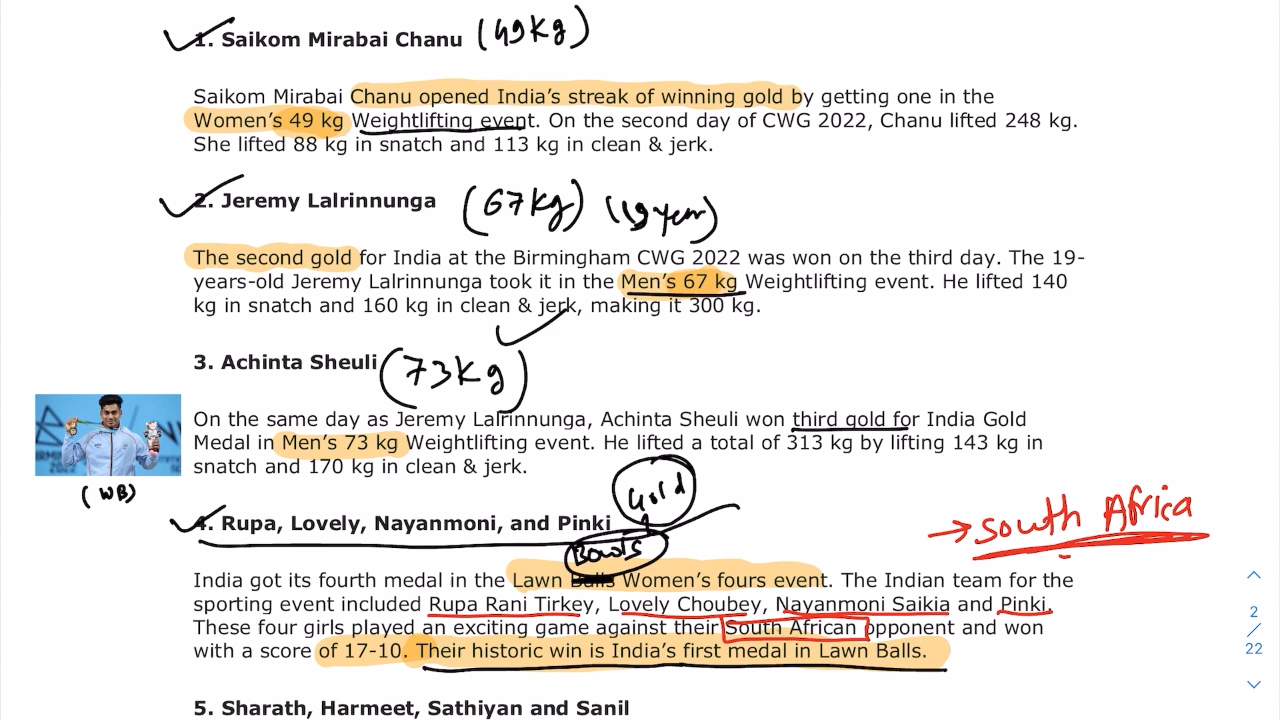 1. Saikom Mirabai Chanu (49Kg)
Saikom Mirabai Chanu opened India's streak of winning gold by getting one in the
Women's 49 kg Weightlifting event. On the second day of CWG 2022, Chanu lifted 248 kg.
She lifted 88 kg in snatch and 113 kg in clean & jerk.
2. Jeremy Lalrinnunga (67Kg) (19 year)
The second gold for India at the Birmingham CWG 2022 was won on the third day. The 19-
years-old Jeremy Lalrinnunga took it in the Men's 67 kg Weightlifting event. He lifted 140
kg in snatch and 160 kg in clean & jerk, making it 300 kg.
3. Achinta Sheuli (73Kg)
On the same day as Jeremy Lalrinnunga, Achinta Sheuli won third gold for India Gold
Medal in Men's 73 kg Weightlifting event. He lifted a total of 313 kg by lifting 143 kg in
snatch and 170 kg in clean & jerk.
(WB)
Gold
4. Rupa, Lovely, Nayanmoni, and Pinki
→ South Africa
Bowls
India got its fourth medal in the Lawn Balls Women's fours event. The Indian team for the
sporting event included Rupa Rani Tirkey, Lovely Choubey, Nayanmoni Saikia and Pinki.
These four girls played an exciting game against their South African opponent and won
with a score of 17-10. Their historic win is India's first medal in Lawn Balls.
2
/
22
5. Sharath, Harmeet, Sathiyan and Sanil